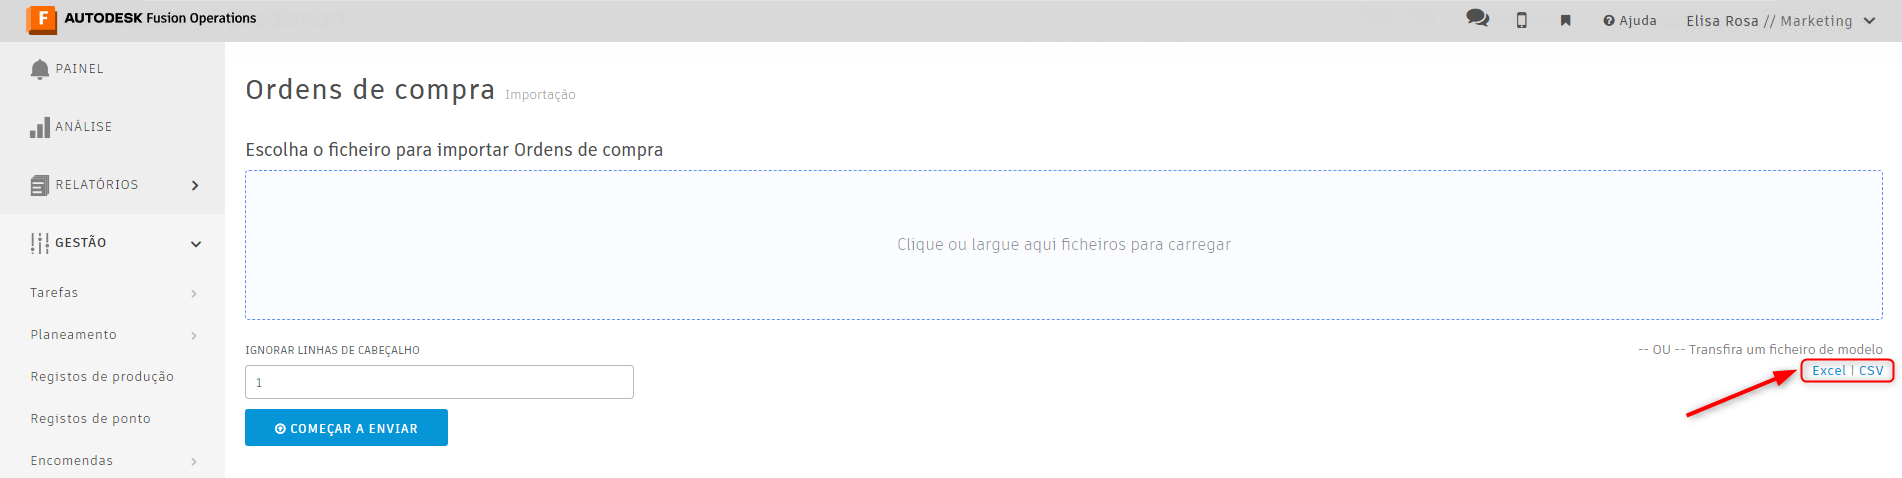 AUTODESK Fusion Operations
Ajuda
Elisa Rosa // Marketing
PAINEL
ANÁLISE
RELATÓRIOS
GESTÃO
Tarefas
Planeamento
Registos de produção
Registos de ponto
Encomendas
Ordens de compra Importação
Escolha o ficheiro para importar Ordens de compra
Clique ou largue aqui ficheiros para carregar
IGNORAR LINHAS DE CABEÇALHO
1
COMEÇAR A ENVIAR
-- OU -- Transfira um ficheiro de modelo
Excel | CSV